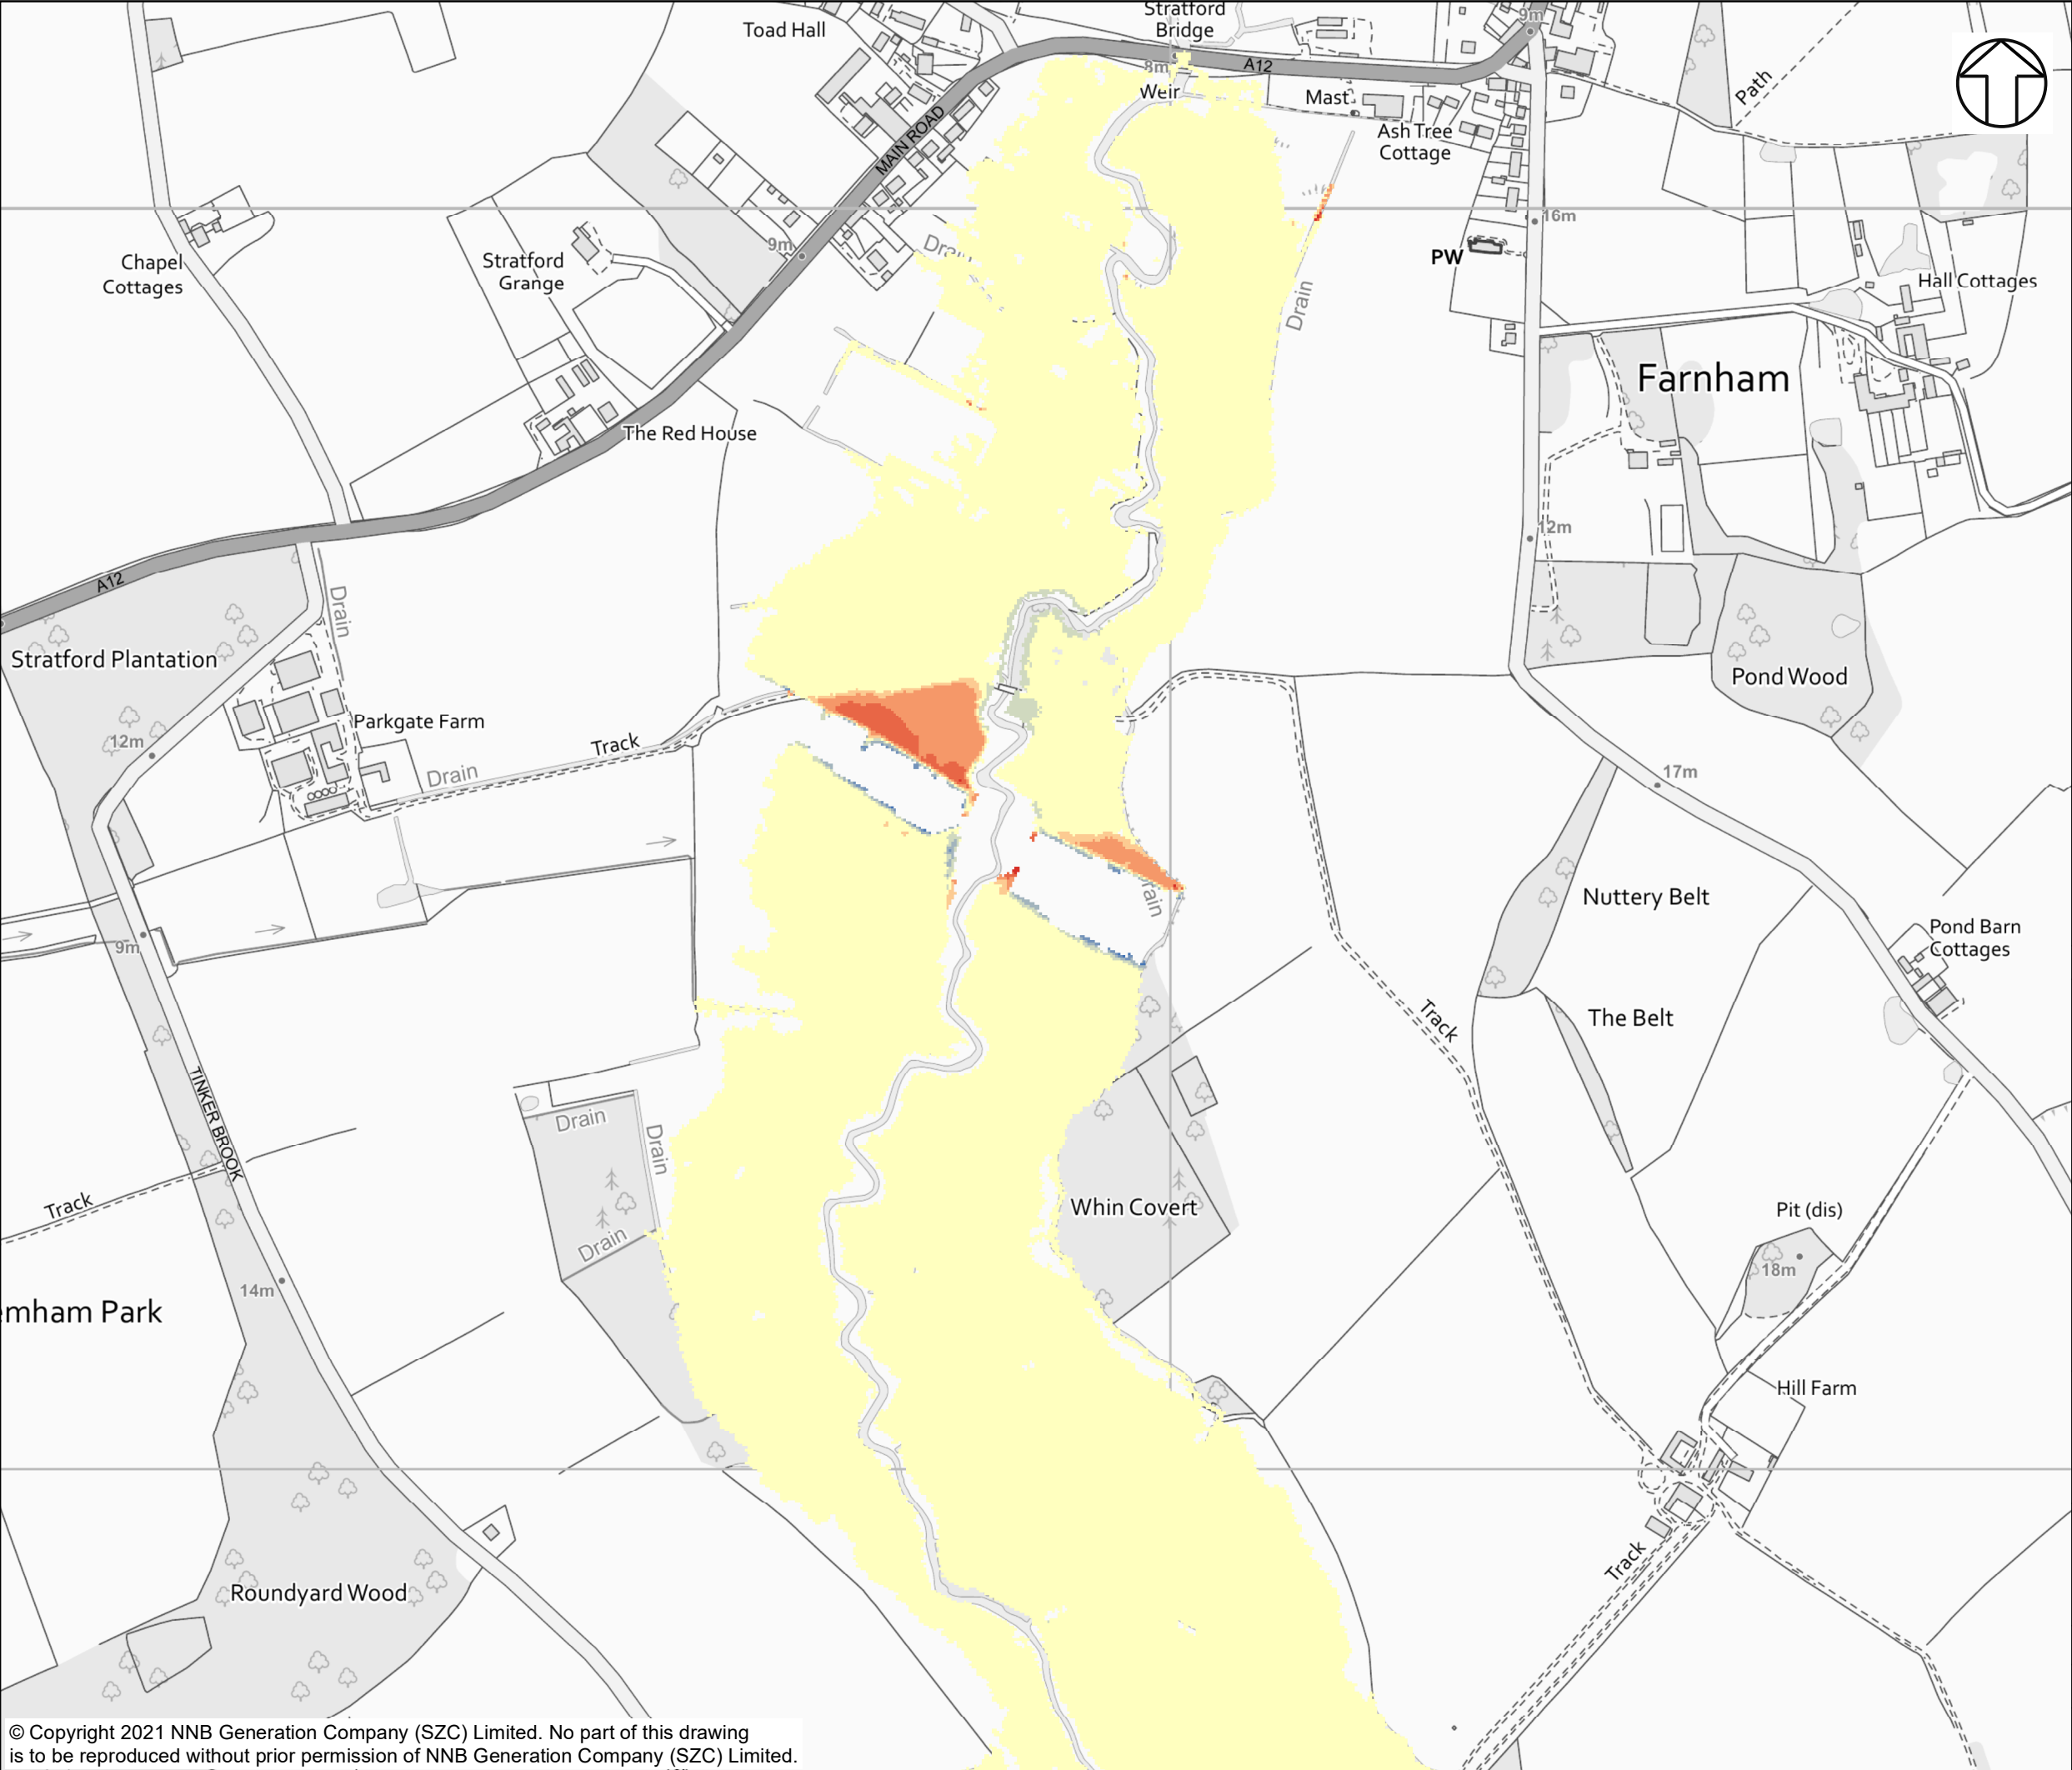 Stratford
Bridge
9m
Toad Hall
A12
8m
Weir
Mast
Path
Ash Tree
Cottage
MAIN ROAD
16m
9m
Drain
PW
Chapel
Cottages
Stratford
Grange
Hall Cottages
Drain
Farnham
The Red House
12m
A12
Drain
Stratford Plantation
Pond Wood
Parkgate Farm
12m
Track
Drain
17m
Nuttery Belt
Drain
Pond Barn
Cottages
9m
The Belt
Track
Drain
TINKER BROOK
Drain
Track
Whin Covert
Pit (dis)
Drain
18m
14m
emham Park
Hill Farm
Track
Roundyard Wood
© Copyright 2021 NNB Generation Company (SZC) Limited. No part of this drawing
is to be reproduced without prior permission of NNB Generation Company (SZC) Limited.